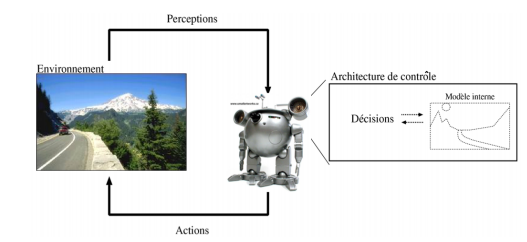 Perceptions
Environnement
Architecture de contrôle
Modèle interne
Décisions
Actions